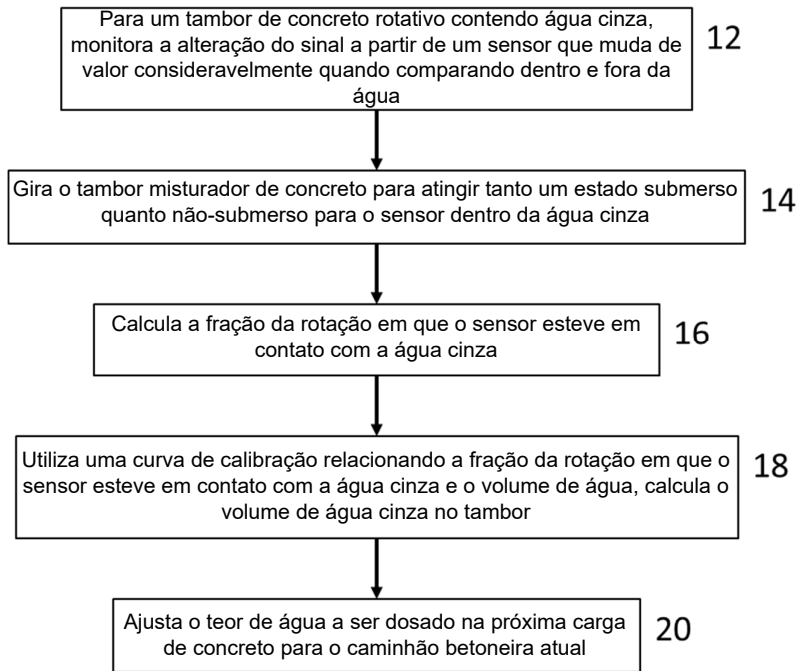 Para um tambor de concreto rotativo contendo água cinza,
monitora a alteração do sinal a partir de um sensor que muda de
valor consideravelmente quando comparando dentro e fora da
água
12
Gira o tambor misturador de concreto para atingir tanto um estado submerso
quanto não-submerso para o sensor dentro da água cinza
14
Calcula a fração da rotação em que o sensor esteve em
contato com a água cinza
16
Utiliza uma curva de calibração relacionando a fração da rotação em que o
sensor esteve em contato com a água cinza e o volume de água, calcula o
volume de água cinza no tambor
18
Ajusta o teor de água a ser dosado na próxima carga
de concreto para o caminhão betoneira atual
20